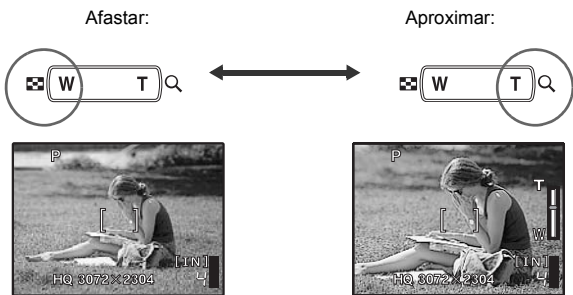 Afastar:
Aproximar:
W T
W T
P
[IN]
HQ 3072×2304
4
P
T
W
[IN]
HQ 3072×2304
4